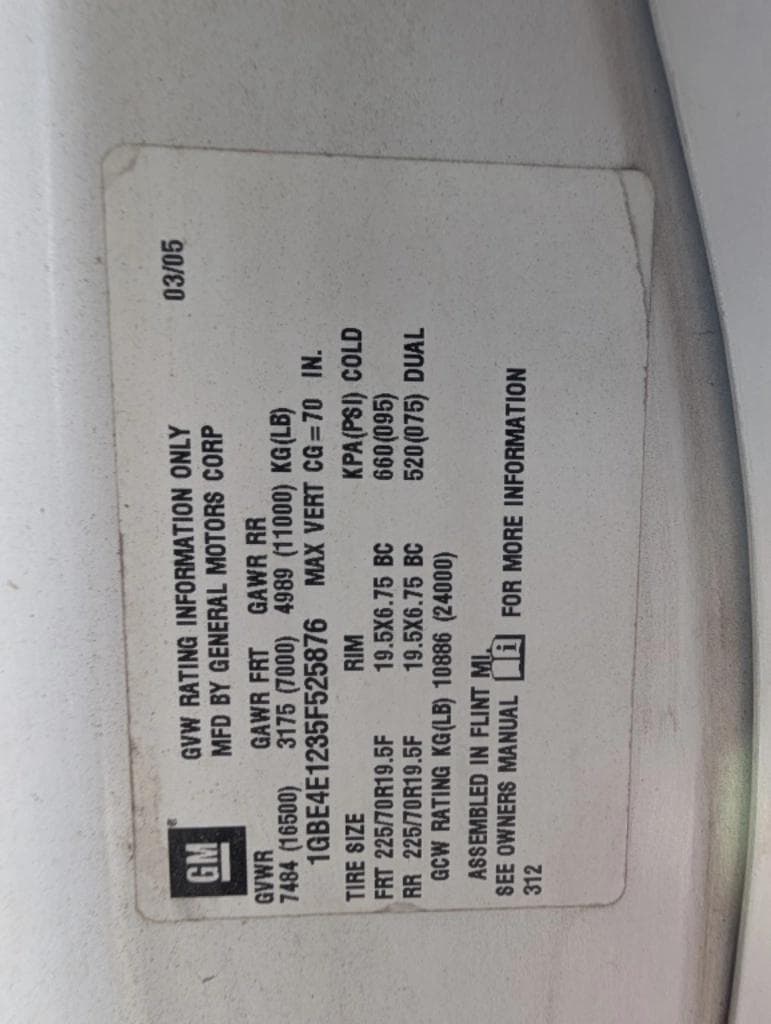 GM®
GVW RATING INFORMATION ONLY 03/05
MFD BY GENERAL MOTORS CORP
GVWR GAWR FRT GAWR RR
7484 (16500) 3175 (7000) 4989 (11000) KG(LB)
1GBE4E1235F525876 MAX VERT CG=70 IN.
TIRE SIZE RIM KPA(PSI) COLD
FRT 225/70R19.5F 19.5X6.75 BC 660(095)
RR 225/70R19.5F 19.5X6.75 BC 520(075) DUAL
GCW RATING KG(LB) 10886 (24000)
ASSEMBLED IN FLINT MI.
SEE OWNERS MANUAL i FOR MORE INFORMATION
312